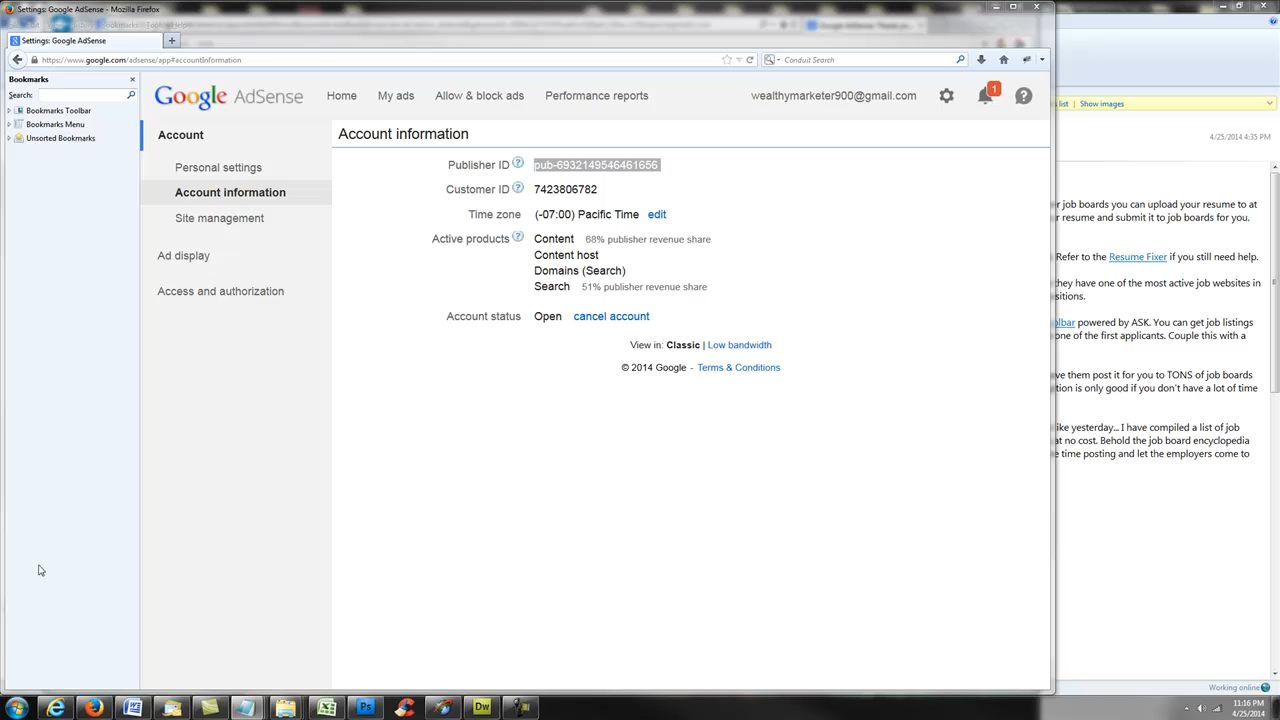 Settings: Google AdSense - Mozilla Firefox
Settings: Google AdSense
https://www.google.com/adsense/app#accountInformation
Conduit Search
Bookmarks
Search:
Bookmarks Toolbar
Bookmarks Menu
Unsorted Bookmarks
Google AdSense
Home
My ads
Allow & block ads
Performance reports
wealthymarketer900@gmail.com
1
Account
Personal settings
Account information
Site management
Ad display
Access and authorization
Account information
Publisher ID ? pub-6932149546461656
Customer ID ? 7423806782
Time zone (-07:00) Pacific Time edit
Active products ? Content 68% publisher revenue share
Content host
Domains (Search)
Search 51% publisher revenue share
Account status Open cancel account
View in: Classic | Low bandwidth
© 2014 Google - Terms & Conditions
list | Show images
4/25/2014 4:35 PM
r job boards you can upload your resume to at
r resume and submit it to job boards for you.
Refer to the Resume Fixer if you still need help.
they have one of the most active job websites in
sitions.
olbar powered by ASK. You can get job listings
one of the first applicants. Couple this with a
ave them post it for you to TONS of job boards
tion is only good if you don't have a lot of time
ike yesterday... I have compiled a list of job
at no cost. Behold the job board encyclopedia
e time posting and let the employers come to
Working online
Ps
Dw
11:16 PM
4/25/2014